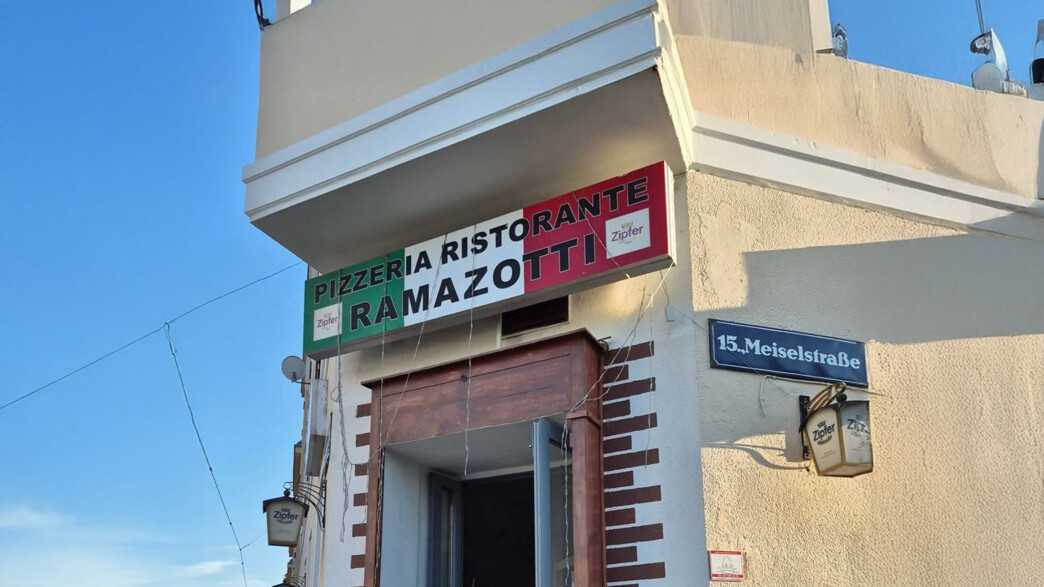 PIZZERIA RISTORANTE
RAMAZOTTI
Zipfer
Zipfer
15., Meiselstraße
Zipfer
Zipfer